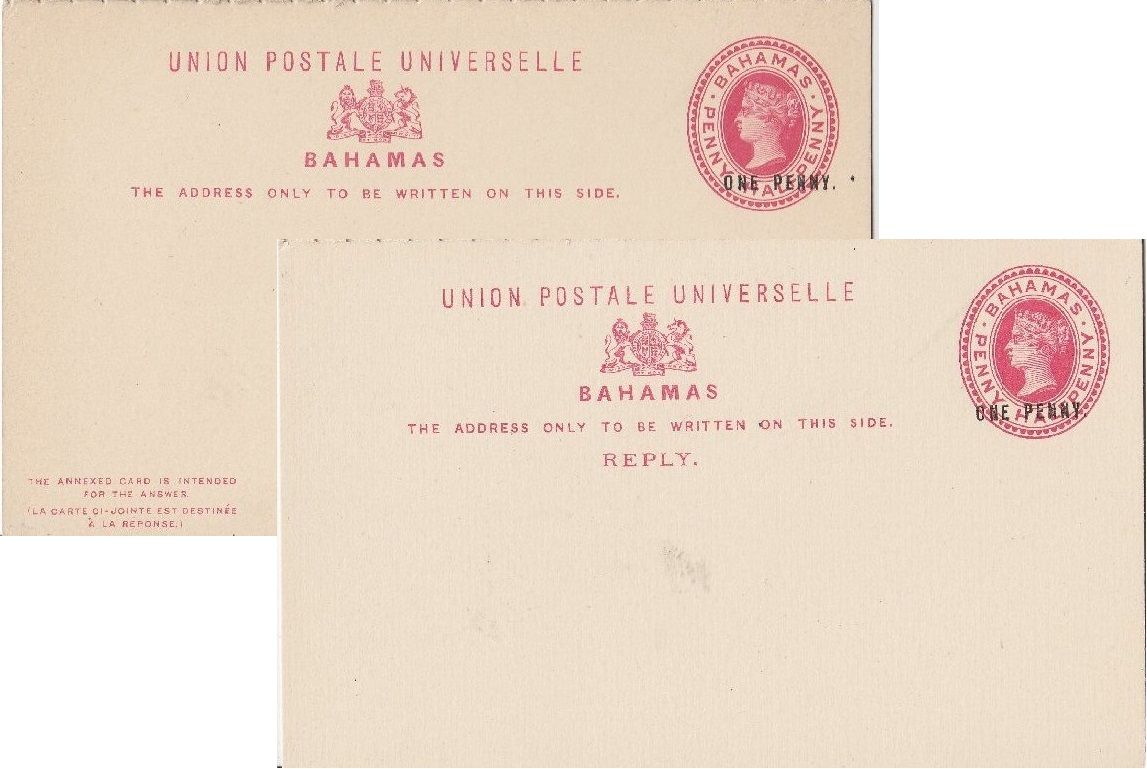 UNION POSTALE UNIVERSELLE
BAHAMAS
THE ADDRESS ONLY TO BE WRITTEN ON THIS SIDE.
BAHAMAS
PENNY HALFPENNY
ONE PENNY.
THE ANNEXED CARD IS INTENDED
FOR THE ANSWER.
(LA CARTE CI-JOINTE EST DESTINÉE
À LA REPONSE.)
UNION POSTALE UNIVERSELLE
BAHAMAS
THE ADDRESS ONLY TO BE WRITTEN ON THIS SIDE.
REPLY.
BAHAMAS
PENNY HALFPENNY
ONE PENNY.